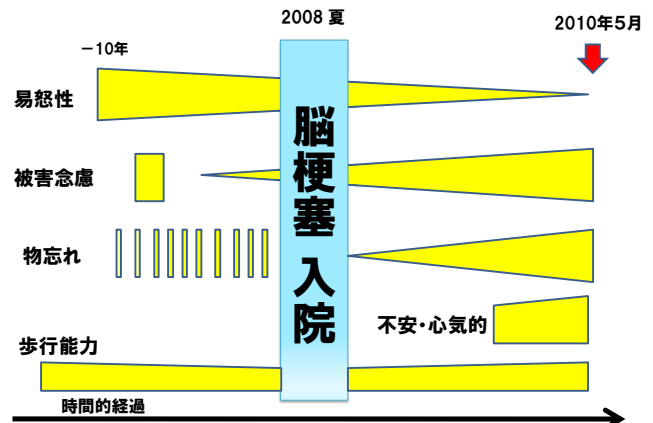 2008 夏
2010年5月
－10年
易怒性
脳梗塞 入院
被害念慮
物忘れ
不安・心気的
歩行能力
時間的経過